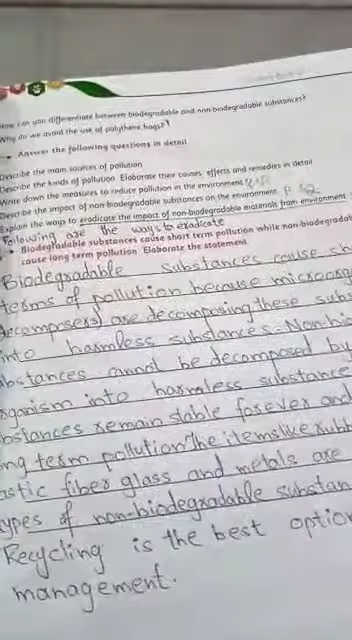 How can you differentiate between biodegradable and non-biodegradable substances?
Why do we avoid the use of polythene bags?
Answer the following questions in detail
Describe the main sources of pollution
Describe the kinds of pollution. Elaborate their causes, effects and remedies in detail
Write down the measures to reduce pollution in the environment
Describe the impact of non-biodegradable substances on the environment P 52
Explain the ways to eradicate the impact of non-biodegradable materials from environment
Following are the ways to eradicate
Biodegradable substances cause short term pollution while non-biodegradab
cause long term pollution. Elaborate the statement.
Biodegradable substances cause sh
terms of pollution because microorg
decomposers) are decomposing these subs
into harmless substances. Non-bio
bstances cannot be decomposed by
rganism into harmless substance
bstances remain stable forever and
ng term pollution. The items like rubb
astic fiber glass and metals are
types of non-biodegradable substan
Recycling is the best option
management.